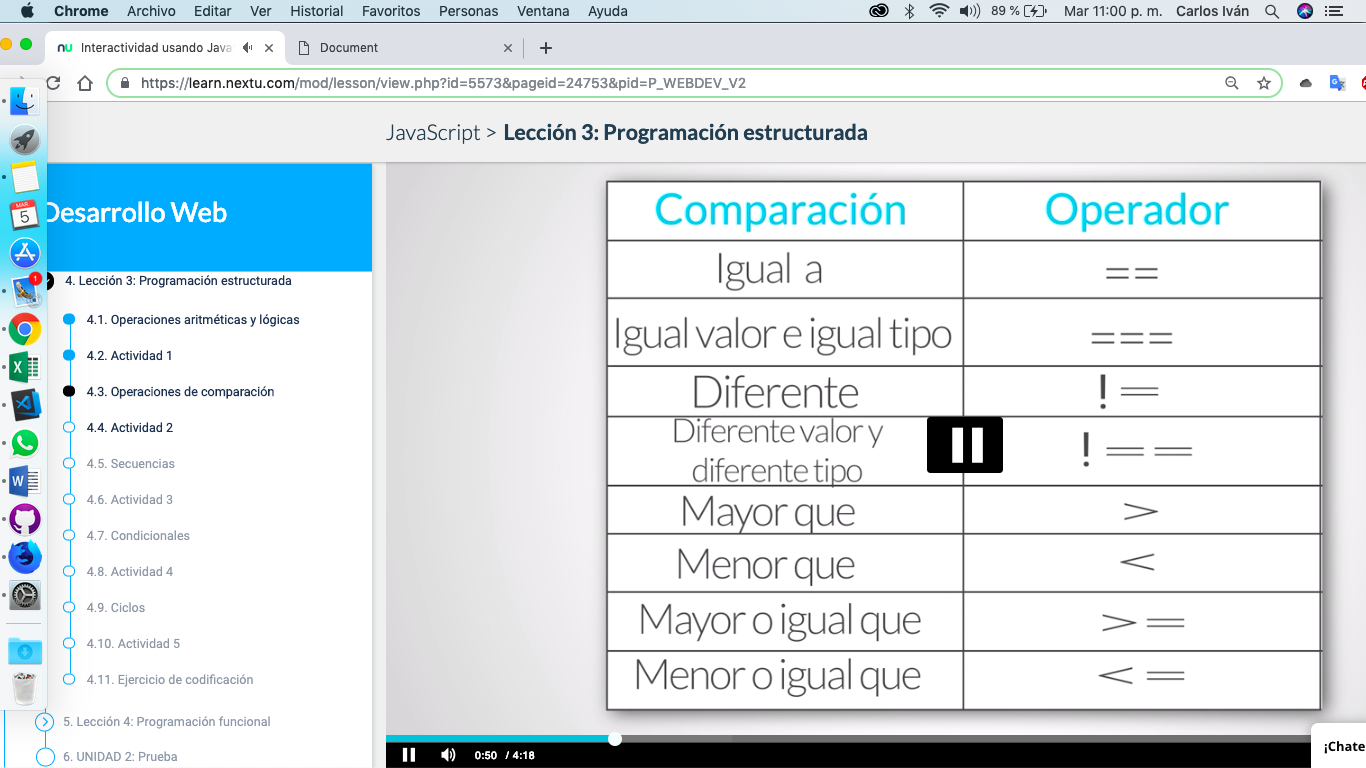 Chrome Archivo Editar Ver Historial Favoritos Personas Ventana Ayuda 89 % Mar 11:00 p. m. Carlos Iván
Interactividad usando Java Document
https://learn.nextu.com/mod/lesson/view.php?id=5573&pageid=24753&pid=P_WEBDEV_V2
JavaScript > Lección 3: Programación estructurada
Desarrollo Web
4. Lección 3: Programación estructurada
4.1. Operaciones aritméticas y lógicas
4.2. Actividad 1
4.3. Operaciones de comparación
4.4. Actividad 2
4.5. Secuencias
4.6. Actividad 3
4.7. Condicionales
4.8. Actividad 4
4.9. Ciclos
4.10. Actividad 5
4.11. Ejercicio de codificación
5. Lección 4: Programación funcional
6. UNIDAD 2: Prueba
MAR
5
1
Comparación Operador
Igual a ==
Igual valor e igual tipo ===
Diferente !=
Diferente valor y
diferente tipo !==
Mayor que >
Menor que <
Mayor o igual que >=
Menor o igual que <=
0:50 / 4:18
¡Chate